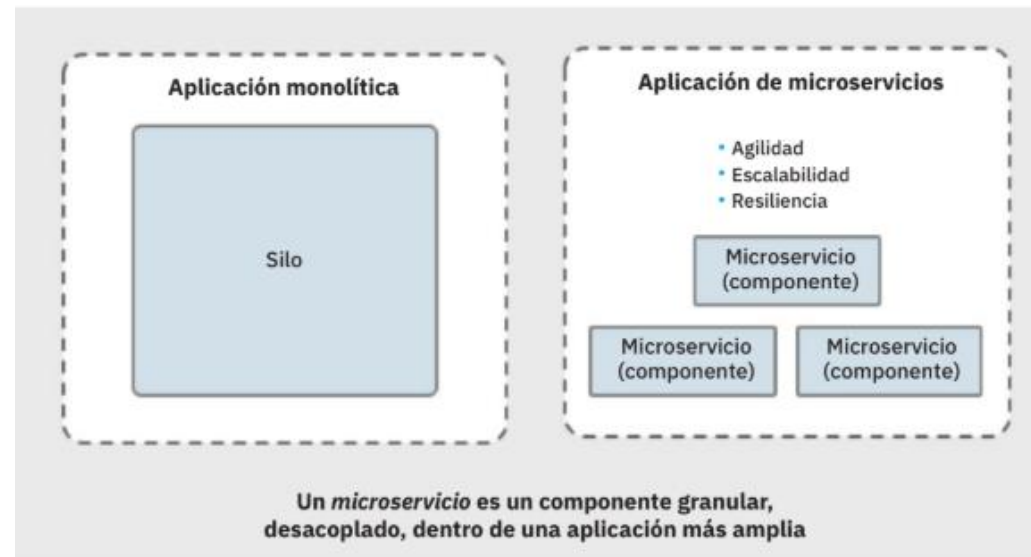 Aplicación monolítica
Silo
Aplicación de microservicios
• Agilidad
• Escalabilidad
• Resiliencia
Microservicio
(componente)
Microservicio
(componente)
Microservicio
(componente)
Un microservicio es un componente granular,
desacoplado, dentro de una aplicación más amplia